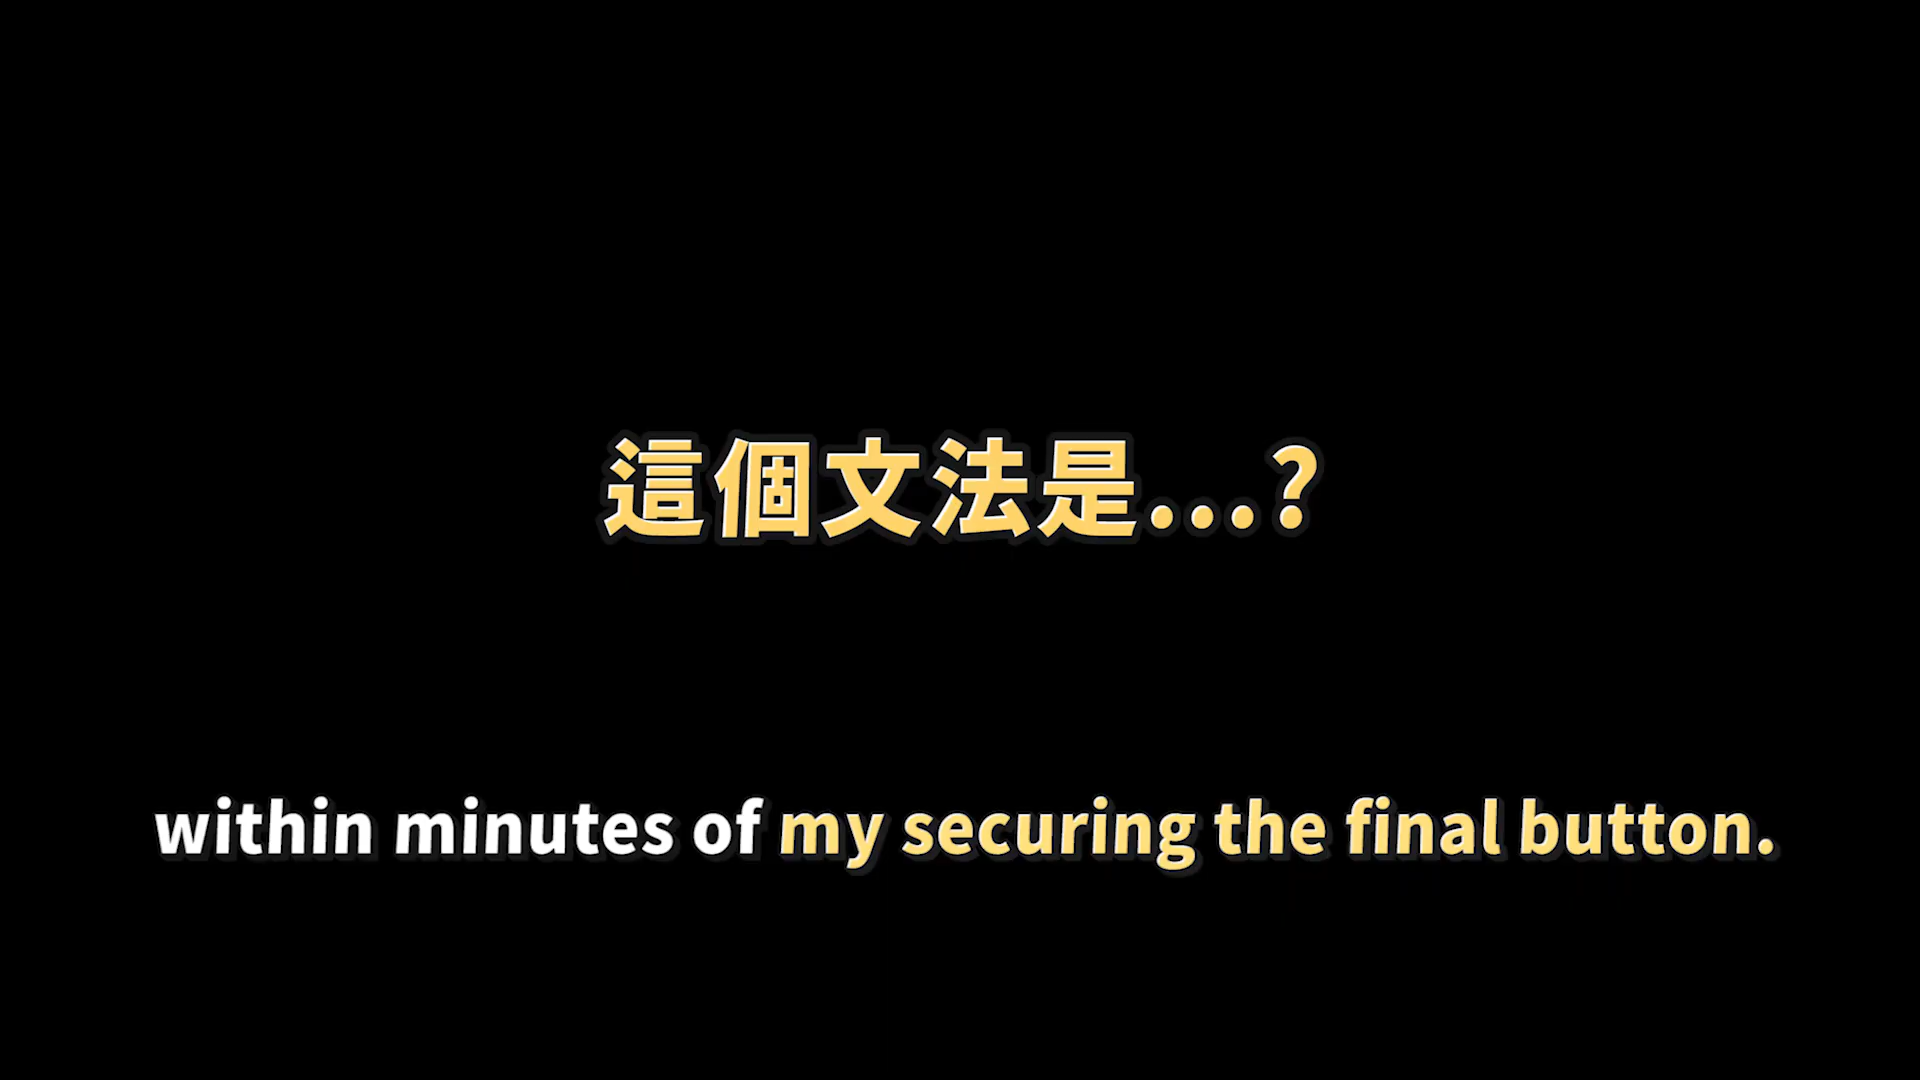 這個文法是...?
within minutes of my securing the final button.